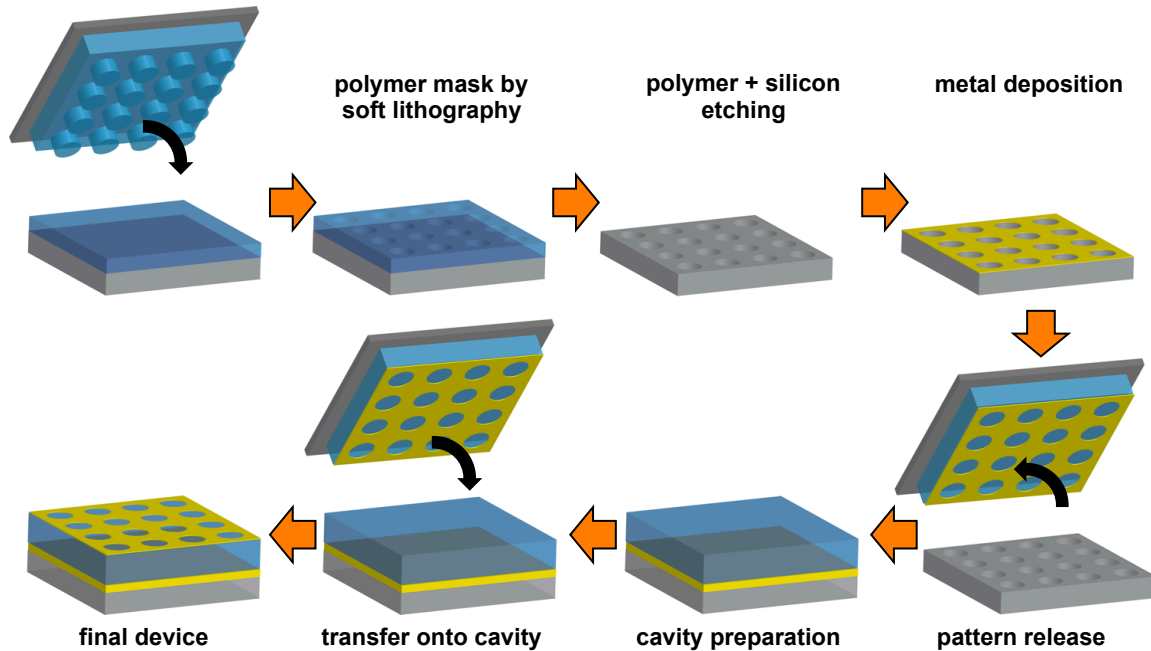 polymer mask by
soft lithography
polymer + silicon
etching
metal deposition
final device
transfer onto cavity
cavity preparation
pattern release